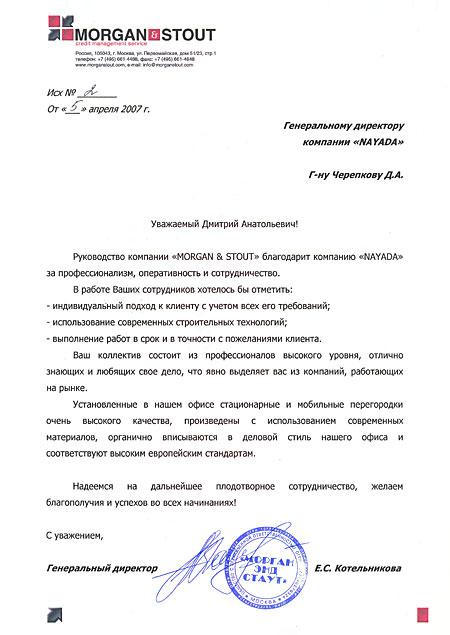 MORGAN & STOUT
credit management service
Россия, 105043, г. Москва, ул. Первомайская, дом 51/23, стр.1
телефон: +7 (495) 661-4498, факс: +7 (495) 661-4648
www.morganstout.com, e-mail: info@morganstout.com
Исх № 2
От «5» апреля 2007 г.
Генеральному директору
компании «NAYADA»
Г-ну Черепкову Д.А.
Уважаемый Дмитрий Анатольевич!
Руководство компании «MORGAN & STOUT» благодарит компанию «NAYADA»
за профессионализм, оперативность и сотрудничество.
В работе Ваших сотрудников хотелось бы отметить:
- индивидуальный подход к клиенту с учетом всех его требований;
- использование современных строительных технологий;
- выполнение работ в срок и в точности с пожеланиями клиента.
Ваш коллектив состоит из профессионалов высокого уровня, отлично
знающих и любящих свое дело, что явно выделяет вас из компаний, работающих
на рынке.
Установленные в нашем офисе стационарные и мобильные перегородки
очень высокого качества, произведены с использованием современных
материалов, органично вписываются в деловой стиль нашего офиса и
соответствуют высоким европейским стандартам.
Надеемся на дальнейшее плодотворное сотрудничество, желаем
благополучия и успехов во всех начинаниях!
С уважением,
Генеральный директор
«МОРГАН
ЭНД
СТАУТ»
МОСКВА
Е.С. Котельникова